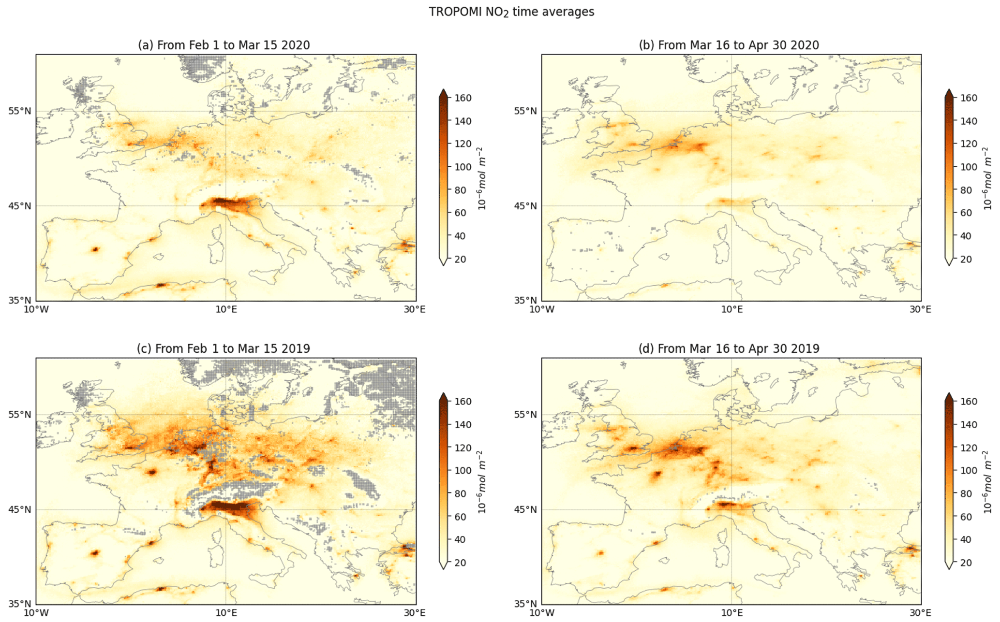 TROPOMI NO₂ time averages
(a) From Feb 1 to Mar 15 2020
55°N
45°N
35°N
10°W
10°E
30°E
160
140
120
100
80
60
40
20
10⁻⁶mol m⁻²
(b) From Mar 16 to Apr 30 2020
55°N
45°N
35°N
10°W
10°E
30°E
160
140
120
100
80
60
40
20
10⁻⁶mol m⁻²
(c) From Feb 1 to Mar 15 2019
55°N
45°N
35°N
10°W
10°E
30°E
160
140
120
100
80
60
40
20
10⁻⁶mol m⁻²
(d) From Mar 16 to Apr 30 2019
55°N
45°N
35°N
10°W
10°E
30°E
160
140
120
100
80
60
40
20
10⁻⁶mol m⁻²